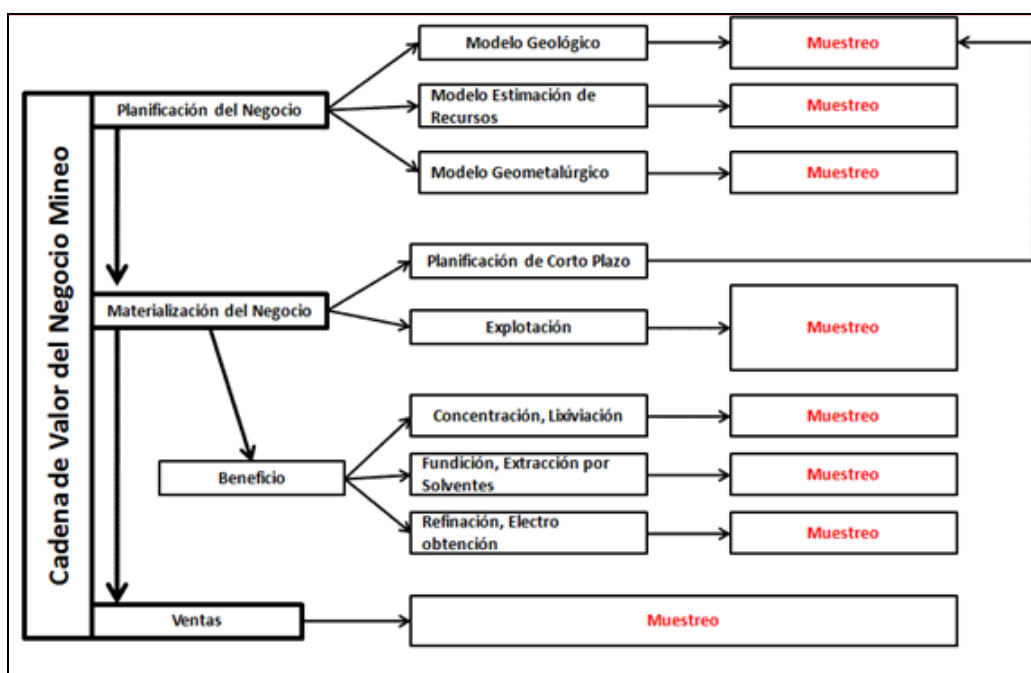 Cadena de Valor del Negocio Mineo
Modelo Geológico
Muestreo
Planificación del Negocio
Modelo Estimación de
Recursos
Muestreo
Modelo Geometalúrgico
Muestreo
Planificación de Corto Plazo
Materialización del Negocio
Explotación
Muestreo
Concentración, Lixiviación
Muestreo
Beneficio
Fundición, Extracción por
Solventes
Muestreo
Refinación, Electro
obtención
Muestreo
Ventas
Muestreo